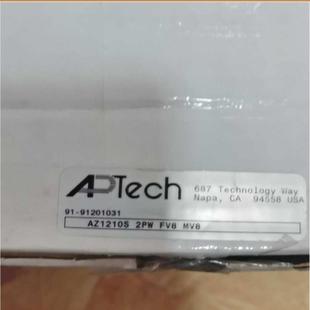 APTech
687 Technology Way
Napa, CA 94558 USA
91-91201031
AZ1210S 2PW FV8 MV8